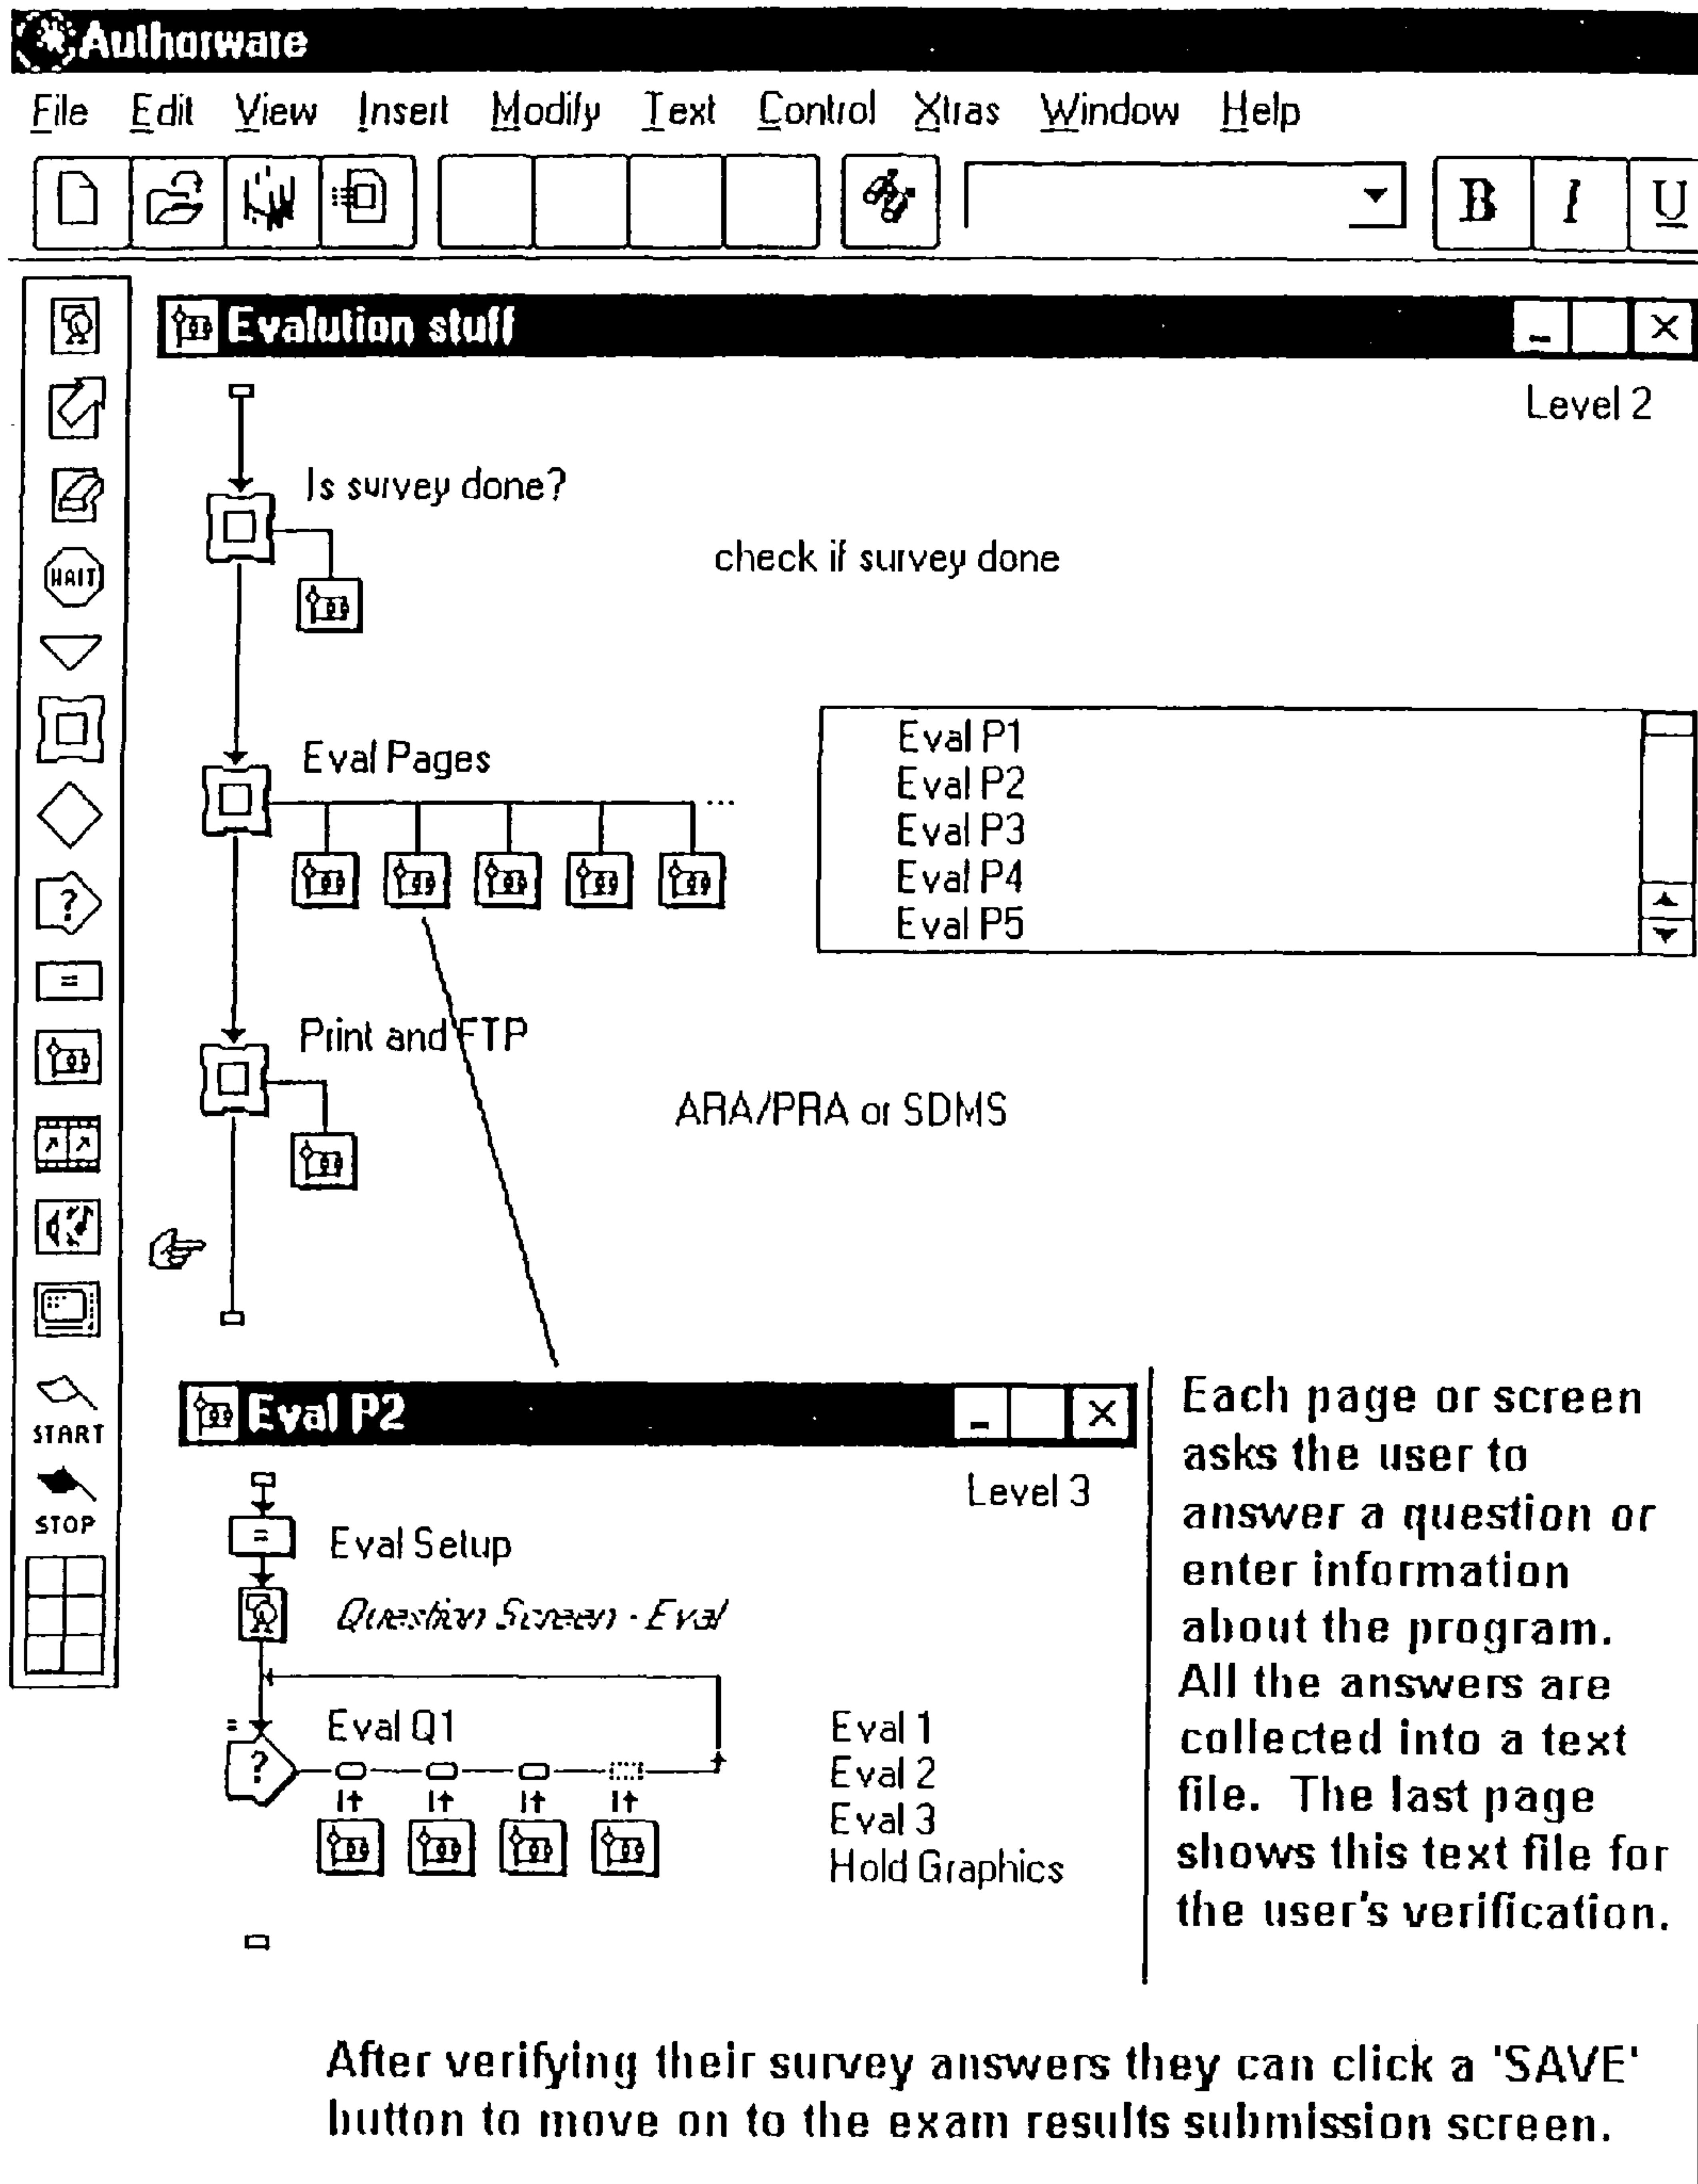 Authorware
File Edit View Insert Modify Text Control Xtras Window Help
B I U
Evalution stuff
Level 2
Is survey done?
check if survey done
WAIT
Eval Pages
...
Eval P1
Eval P2
Eval P3
Eval P4
Eval P5
?
=
Print and FTP
ARA/PRA or SDMS
START
STOP
Eval P2
Level 3
=
Eval Setup
Question Screen - Eval
=
Eval Q1
?
Eval 1
Eval 2
Eval 3
Hold Graphics
Each page or screen
asks the user to
answer a question or
enter information
about the program.
All the answers are
collected into a text
file. The last page
shows this text file for
the user's verification.
After verifying their survey answers they can click a 'SAVE'
button to move on to the exam results submission screen.